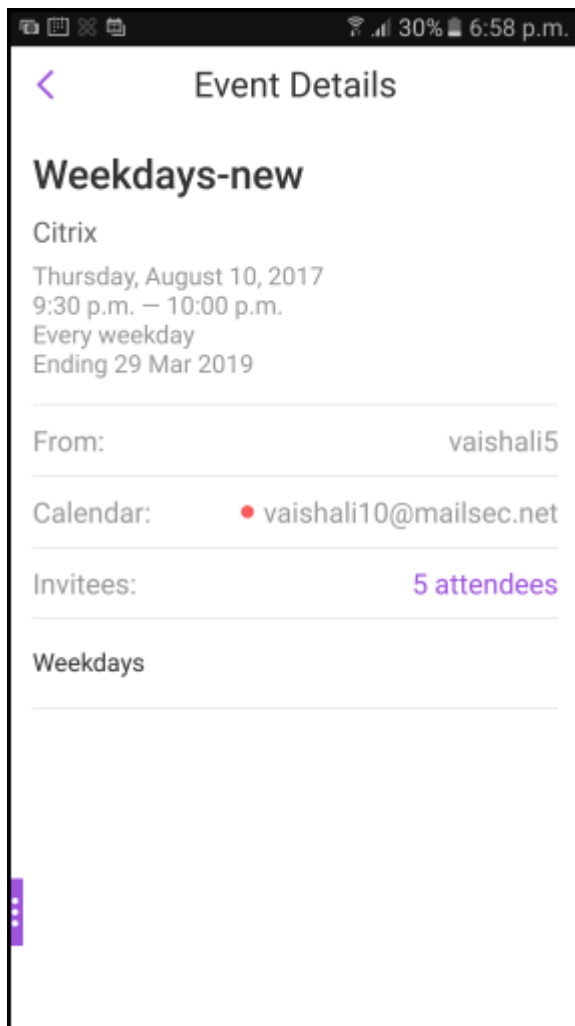 30% 6:58 p.m.
Event Details
Weekdays-new
Citrix
Thursday, August 10, 2017
9:30 p.m. — 10:00 p.m.
Every weekday
Ending 29 Mar 2019
From: vaishali5
Calendar: vaishali10@mailsec.net
Invitees: 5 attendees
Weekdays